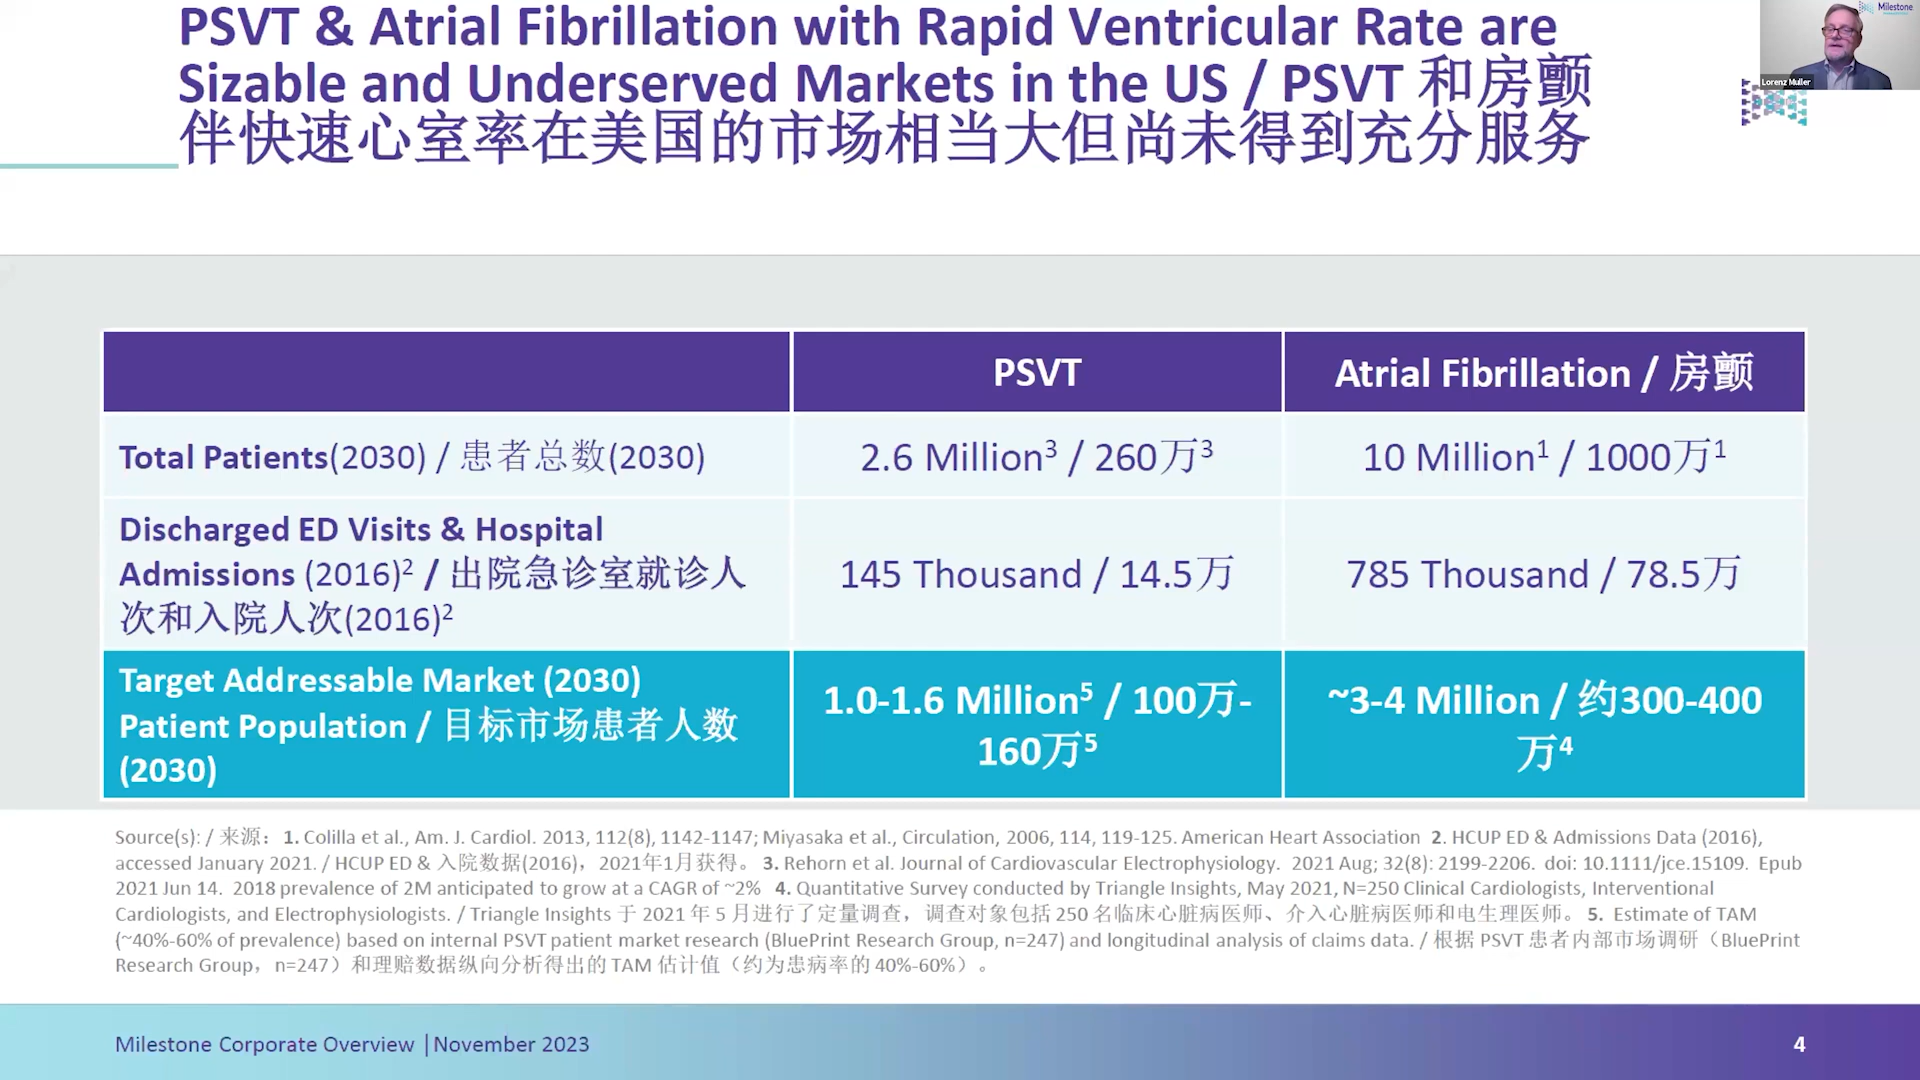 PSVT & Atrial Fibrillation with Rapid Ventricular Rate are
Sizable and Underserved Markets in the US / PSVT 和房颤
伴快速心室率在美国的市场相当大但尚未得到充分服务
Milestone
Lorenz Muller
PSVT
Atrial Fibrillation / 房颤
Total Patients(2030) / 患者总数(2030)
2.6 Million³ / 260万³
10 Million¹ / 1000万¹
Discharged ED Visits & Hospital
Admissions (2016)² / 出院急诊室就诊人
次和入院人次(2016)²
145 Thousand / 14.5万
785 Thousand / 78.5万
Target Addressable Market (2030)
Patient Population / 目标市场患者人数
(2030)
1.0-1.6 Million⁵ / 100万-
160万⁵
~3-4 Million / 约300-400
万⁴
Source(s): / 来源：1. Colilla et al., Am. J. Cardiol. 2013, 112(8), 1142-1147; Miyasaka et al., Circulation, 2006, 114, 119-125. American Heart Association 2. HCUP ED & Admissions Data (2016),
accessed January 2021. / HCUP ED & 入院数据(2016)，2021年1月获得。 3. Rehorn et al. Journal of Cardiovascular Electrophysiology. 2021 Aug; 32(8): 2199-2206. doi: 10.1111/jce.15109. Epub
2021 Jun 14. 2018 prevalence of 2M anticipated to grow at a CAGR of ~2% 4. Quantitative Survey conducted by Triangle Insights, May 2021, N=250 Clinical Cardiologists, Interventional
Cardiologists, and Electrophysiologists. / Triangle Insights 于 2021 年 5 月进行了定量调查，调查对象包括 250 名临床心脏病医师、介入心脏病医师和电生理医师。 5. Estimate of TAM
(~40%-60% of prevalence) based on internal PSVT patient market research (BluePrint Research Group, n=247) and longitudinal analysis of claims data. / 根据 PSVT 患者内部市场调研（BluePrint
Research Group，n=247）和理赔数据纵向分析得出的 TAM 估计值（约为患病率的 40%-60%）。
Milestone Corporate Overview | November 2023
4